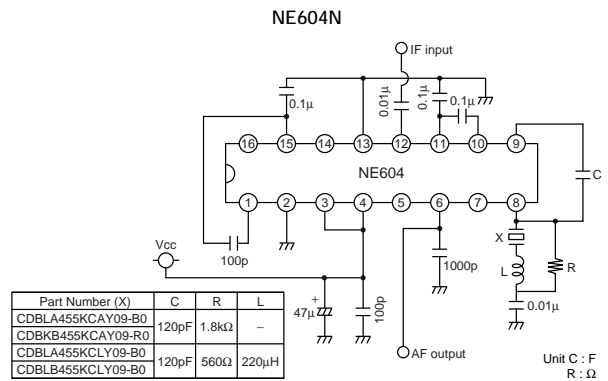 NE604N
IF input
0.1μ
0.01μ
0.1μ
0.1μ
16 15 14 13 12 11 10 9
NE604
C
1 2 3 4 5 6 7 8
Vcc
100p
X
L
R
1000p
47μ
+
100p
0.01μ
AF output
Part Number (X) C R L
CDBLA455KCAY09-B0 120pF 1.8kΩ –
CDBKB455KCAY09-R0
CDBLA455KCLY09-B0 120pF 560Ω 220μH
CDBLB455KCLY09-B0
Unit C : F
R : Ω